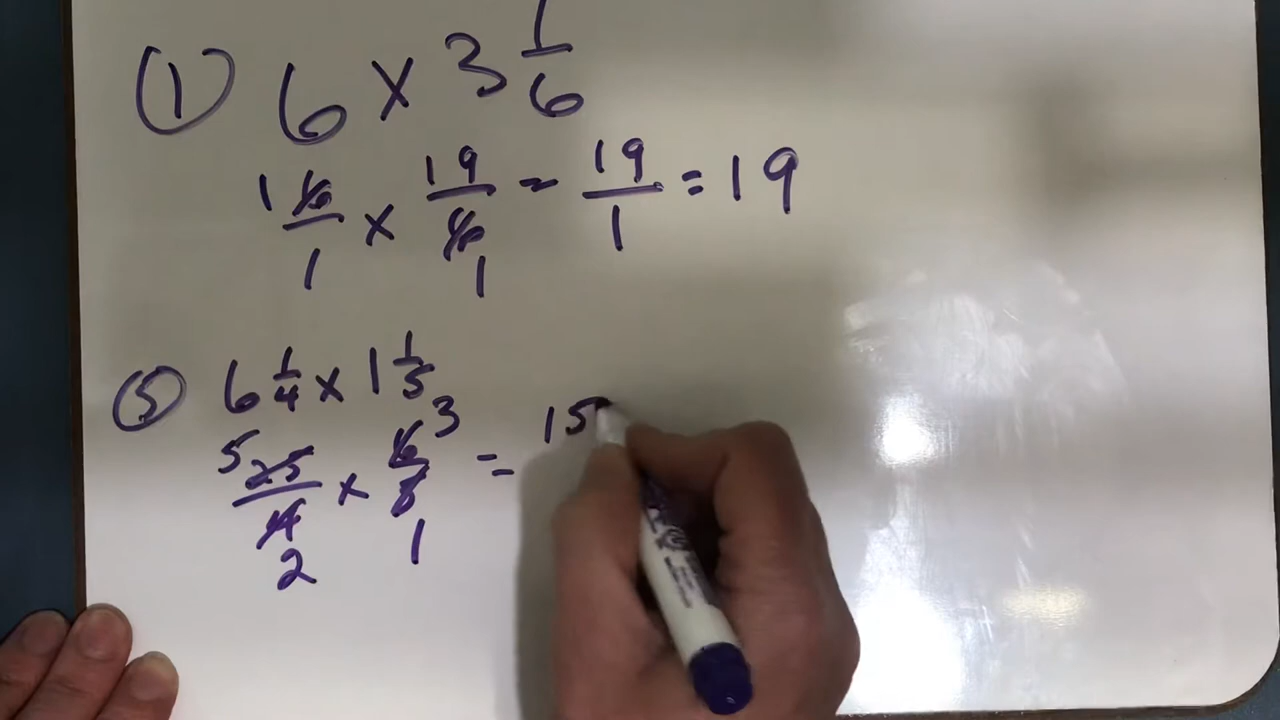 ① 6 x 3 1/6
1 6/1 x 19/6 1 = 19/1 = 19
⑤ 6 1/4 x 1 1/5
5 25/4 2 x 6/5 3 1 = 15